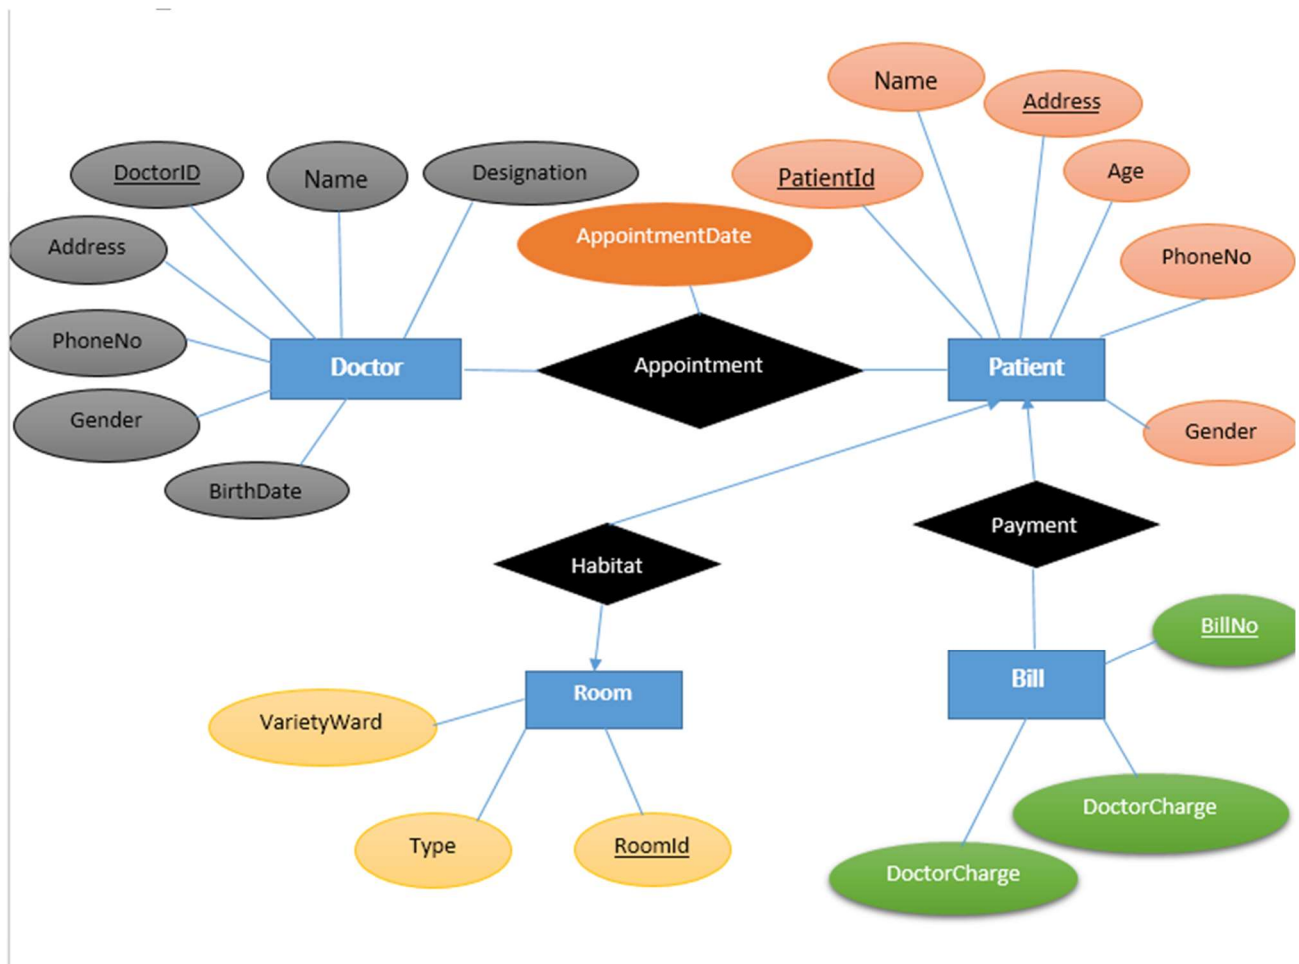 Name
Address
DoctorID
Name
Designation
PatientId
Age
Address
AppointmentDate
PhoneNo
PhoneNo
Doctor
Appointment
Patient
Gender
Gender
BirthDate
Payment
Habitat
BillNo
Room
Bill
VarietyWard
DoctorCharge
Type
RoomId
DoctorCharge